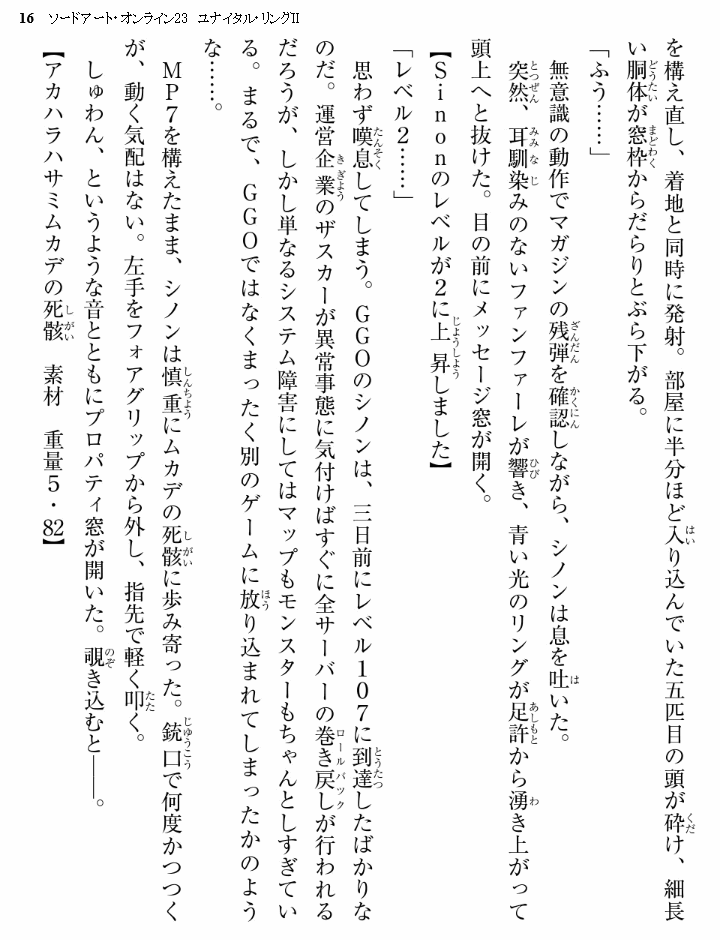 16 ソードアート・オンライン23 ユナイタル・リングⅡ
を構え直し、着地と同時に発射。部屋に半分ほど入り込んでいた五匹目の頭が砕け、細長
い胴体が窓枠からだらりとぶら下がる。
「ふう……」
無意識の動作でマガジンの残弾を確認しながら、シノンは息を吐いた。
突然、耳馴染みのないファンファーレが響き、青い光のリングが足許から湧き上がって
頭上へと抜けた。目の前にメッセージ窓が開く。
【Ｓｉｎｏｎのレベルが２に上昇しました】
「レベル２……」
思わず嘆息してしまう。ＧＧＯのシノンは、三日前にレベル１０７に到達したばかりな
のだ。運営企業のザスカーが異常事態に気付けばすぐに全サーバーの巻き戻しが行われる
だろうが、しかし単なるシステム障害にしてはマップもモンスターもちゃんとしすぎてい
る。まるで、ＧＧＯではなくまったく別のゲームに放り込まれてしまったかのよう
な……。
ＭＰ７を構えたまま、シノンは慎重にムカデの死骸に歩み寄った。銃口で何度かつつく
が、動く気配はない。左手をフォアグリップから外し、指先で軽く叩く。
しゅわん、というような音とともにプロパティ窓が開いた。覗き込むと――。
【アカハラハサミムカデの死骸　素材　重量５・82】